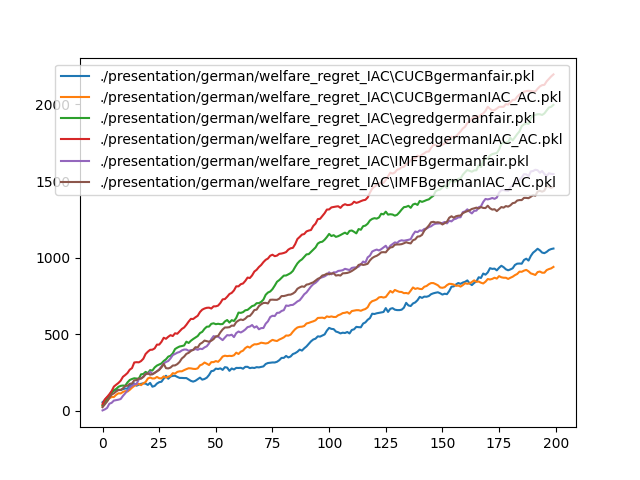 ./presentation/german/welfare_regret_IAC\CUCBgermanfair.pkl
./presentation/german/welfare_regret_IAC\CUCBgermanIAC_AC.pkl
./presentation/german/welfare_regret_IAC\egredgermanfair.pkl
./presentation/german/welfare_regret_IAC\egredgermanIAC_AC.pkl
./presentation/german/welfare_regret_IAC\IMFBgermanfair.pkl
./presentation/german/welfare_regret_IAC\IMFBgermanIAC_AC.pkl
2000
1500
1000
500
0
0 25 50 75 100 125 150 175 200